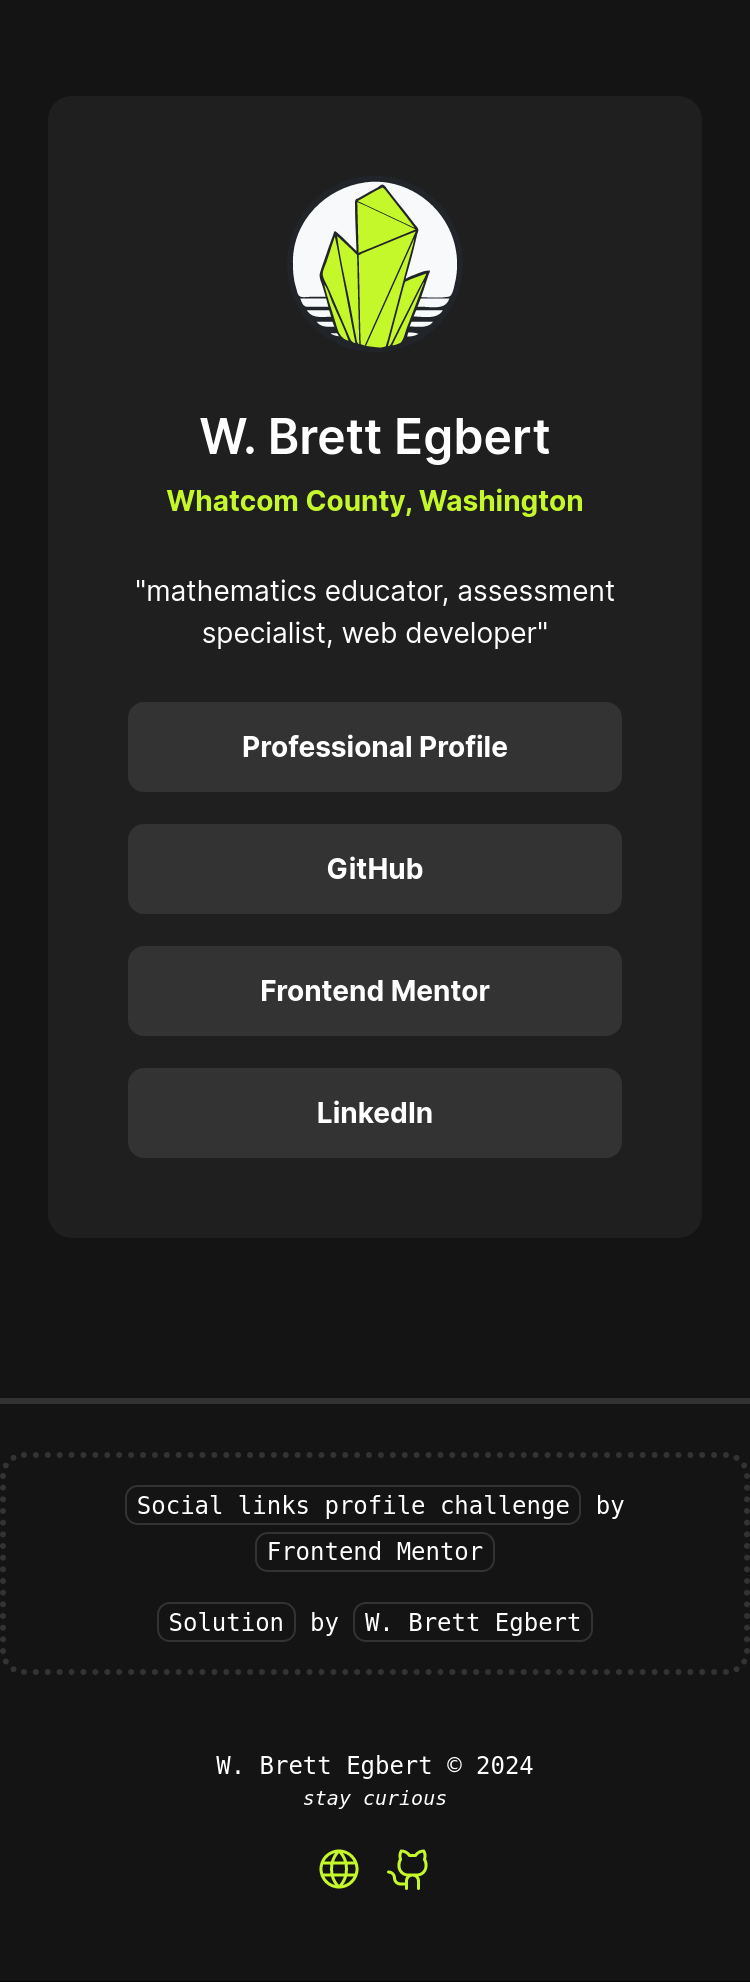 W. Brett Egbert
Whatcom County, Washington
"mathematics educator, assessment
specialist, web developer"
Professional Profile
GitHub
Frontend Mentor
LinkedIn
Social links profile challenge by
Frontend Mentor
Solution by W. Brett Egbert
W. Brett Egbert © 2024
stay curious